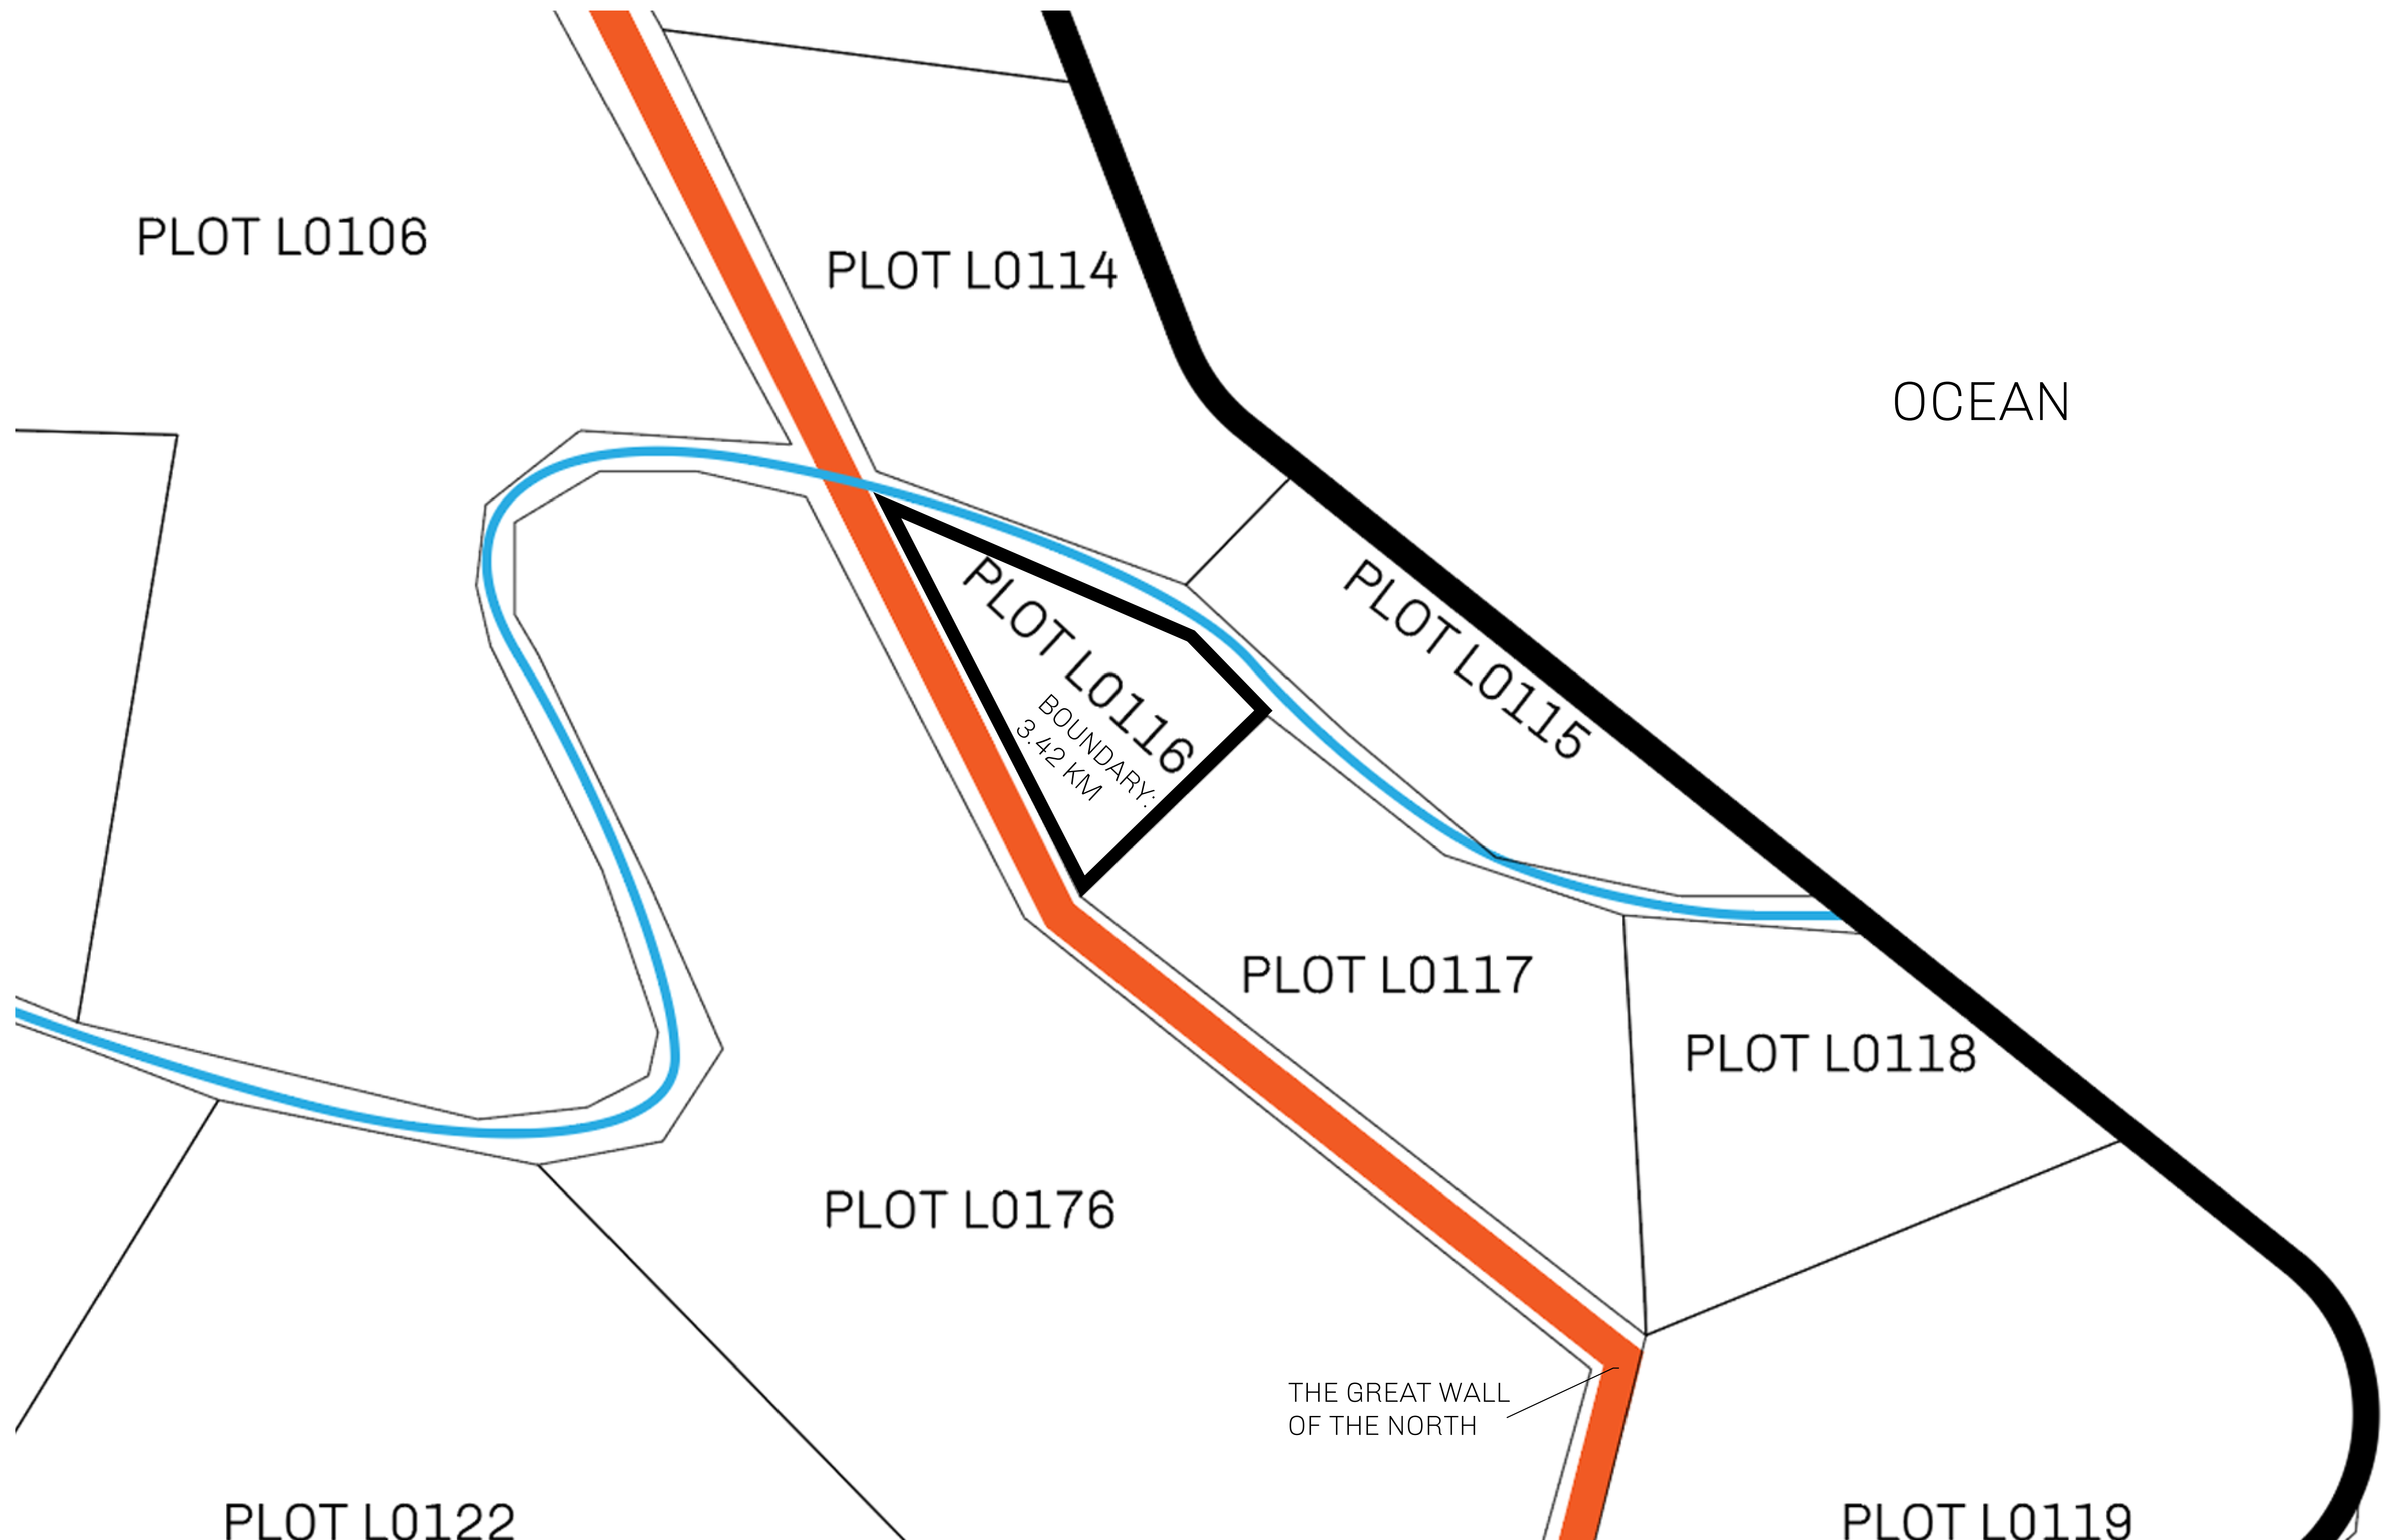 PLOT L0106
PLOT L0114
OCEAN
PLOT L0115
PLOT L0116
BOUNDARY:
3.42 KM
PLOT L0117
PLOT L0118
PLOT L0176
THE GREAT WALL
OF THE NORTH
PLOT L0122
PLOT L0119